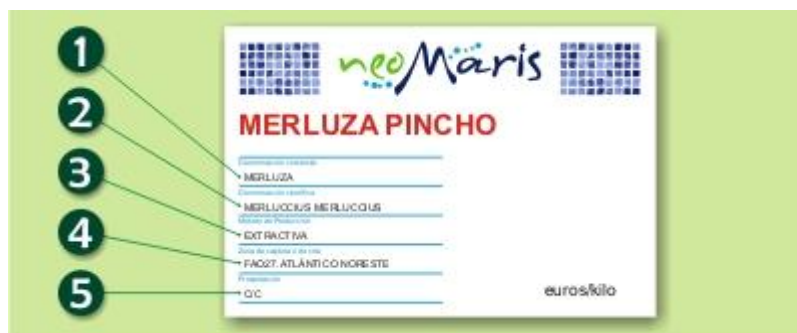 1
neoMaris
2
MERLUZA PINCHO
Denominación comercial
MERLUZA
3
Denominación científica
MERLUCCIUS MERLUCCIUS
Método de Producción
EXTRACTIVA
4
Zona de captura o de cría
FAO27. ATLÁNTICO NORESTE
5
C/C
euros/kilo